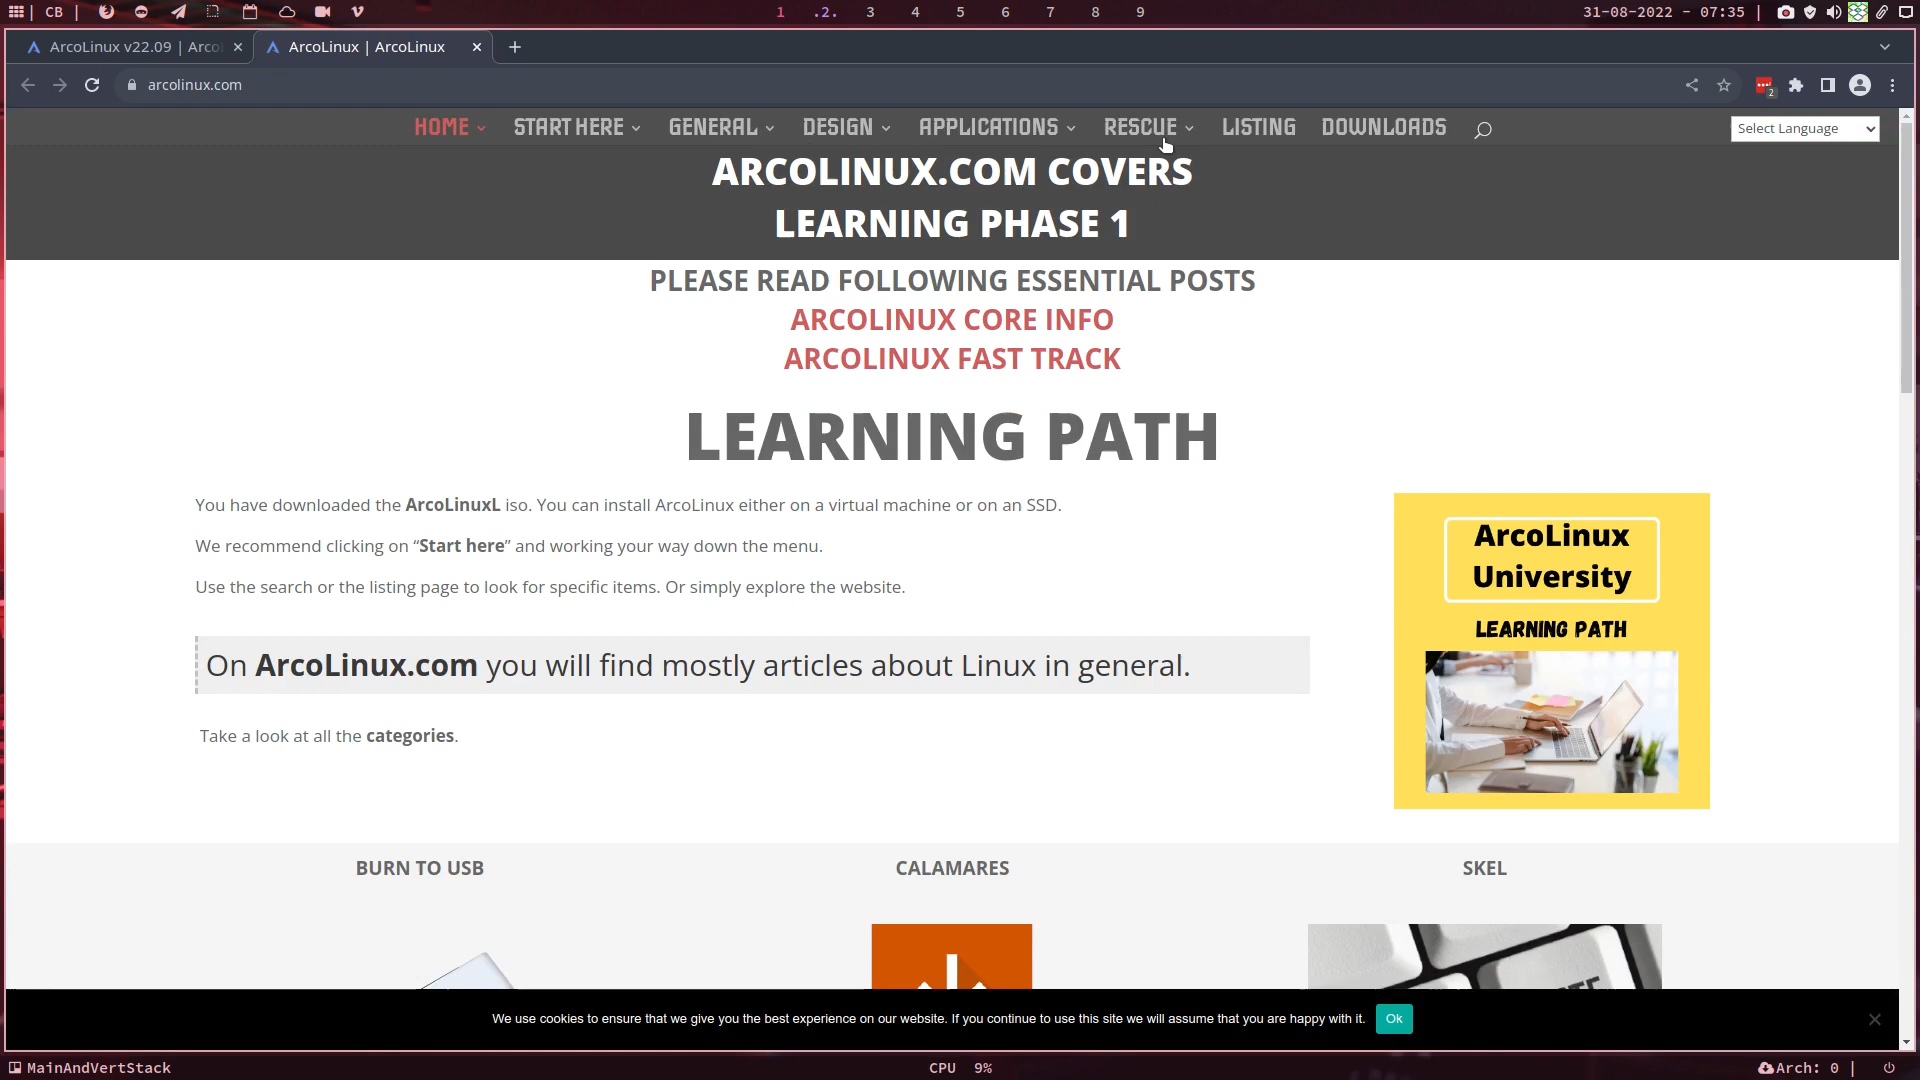 CB
1 .2. 3 4 5 6 7 8 9
31-08-2022 - 07:35
ArcoLinux v22.09 | Arco
ArcoLinux | ArcoLinux
arcolinux.com
2
HOME START HERE GENERAL DESIGN APPLICATIONS RESCUE LISTING DOWNLOADS
Select Language
ARCOLINUX.COM COVERS
LEARNING PHASE 1
PLEASE READ FOLLOWING ESSENTIAL POSTS
ARCOLINUX CORE INFO
ARCOLINUX FAST TRACK
LEARNING PATH
You have downloaded the ArcoLinuxL iso. You can install ArcoLinux either on a virtual machine or on an SSD.
We recommend clicking on “Start here” and working your way down the menu.
Use the search or the listing page to look for specific items. Or simply explore the website.
On ArcoLinux.com you will find mostly articles about Linux in general.
Take a look at all the categories.
ArcoLinux
University
LEARNING PATH
BURN TO USB
CALAMARES
SKEL
We use cookies to ensure that we give you the best experience on our website. If you continue to use this site we will assume that you are happy with it.
Ok
MainAndVertStack
CPU 9%
Arch: 0